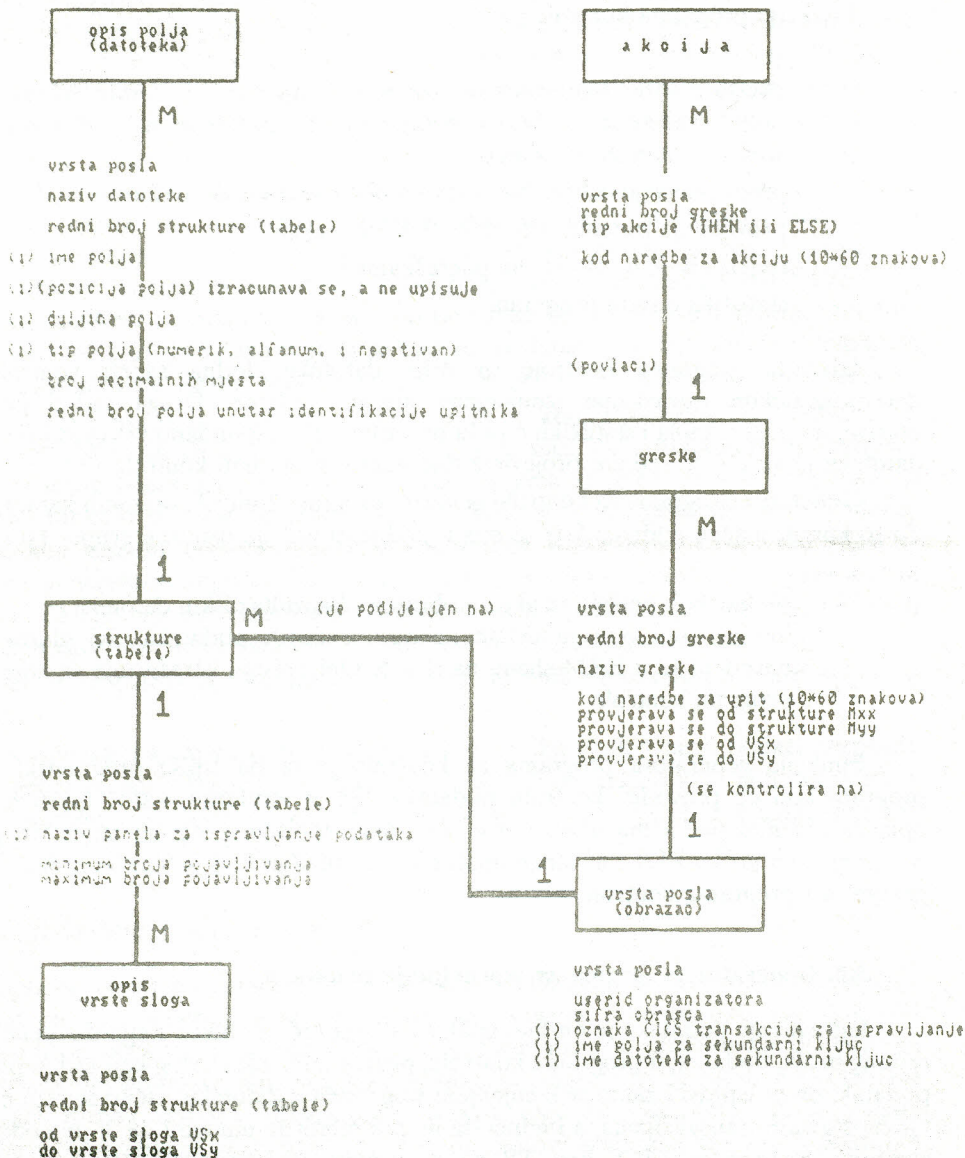 opis polja
(datoteka)
M
vrsta posla
naziv datoteke
redni broj strukture (tabele)
(i) ime polja
(i)(pozicija polja) izracunava se, a ne upisuje
(i) duljina polja
(i) tip polja (numerik, alfanum, i negativan)
broj decimalnih mjesta
redni broj polja unutar identifikacije upitnika
1
strukture
(tabele)
M
(je podijeljen na)
1
vrsta posla
redni broj strukture (tabele)
(i) naziv panela za ispravljanje podataka
minimum broja pojavljivanja
maximum broja pojavljivanja
M
opis
vrste sloga
vrsta posla
redni broj strukture (tabele)
od vrste sloga VSx
do vrste sloga VSy
akcija
M
vrsta posla
redni broj greske
tip akcije (THEN ili ELSE)
kod naredbe za akciju (10*60 znakova)
(povlaci)
1
greske
M
vrsta posla
redni broj greske
naziv greske
kod naredbe za upit (10*60 znakova)
provjerava se od strukture Mxx
provjerava se do strukture Myy
provjerava se od VSx
provjerava se do VSy
(se kontrolira na)
1
1
vrsta posla
(obrazac)
vrsta posla
userid organizatora
sifra obrasca
(i) oznaka CICS transakcije za ispravljanje
(i) ime polja za sekundarni kljuc
(i) ime datoteke za sekundarni kljuc